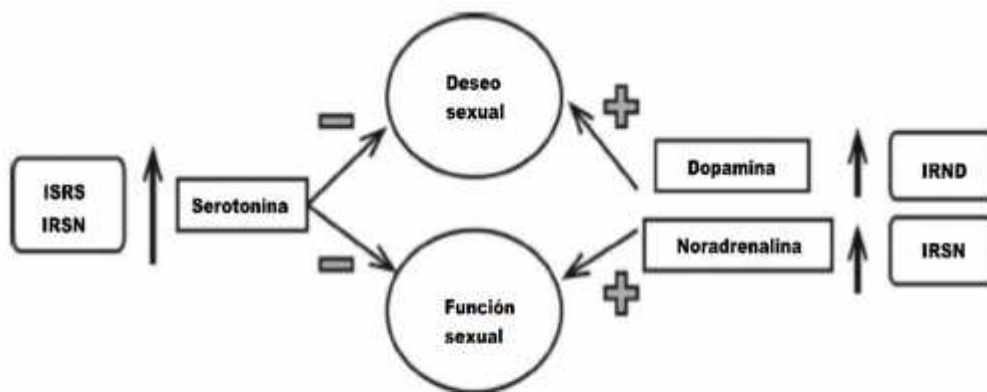 Deseo
sexual
ISRS
IRSN
Serotonina
Dopamina
IRND
Noradrenalina
IRSN
Función
sexual